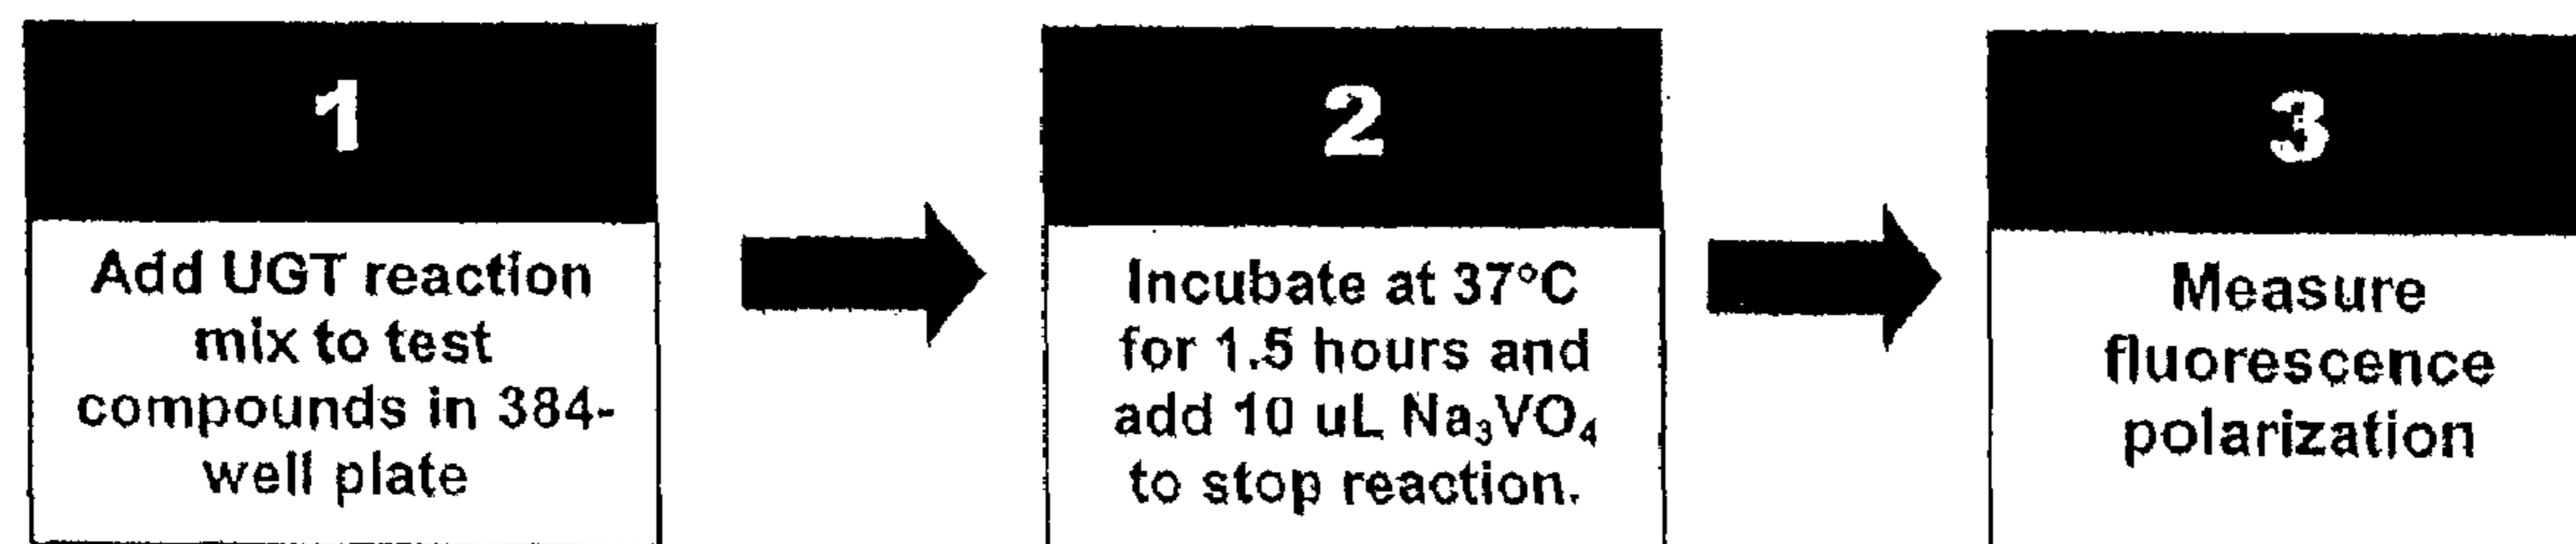 1
Add UGT reaction
mix to test
compounds in 384-
well plate
2
Incubate at 37°C
for 1.5 hours and
add 10 uL Na₃VO₄
to stop reaction.
3
Measure
fluorescence
polarization